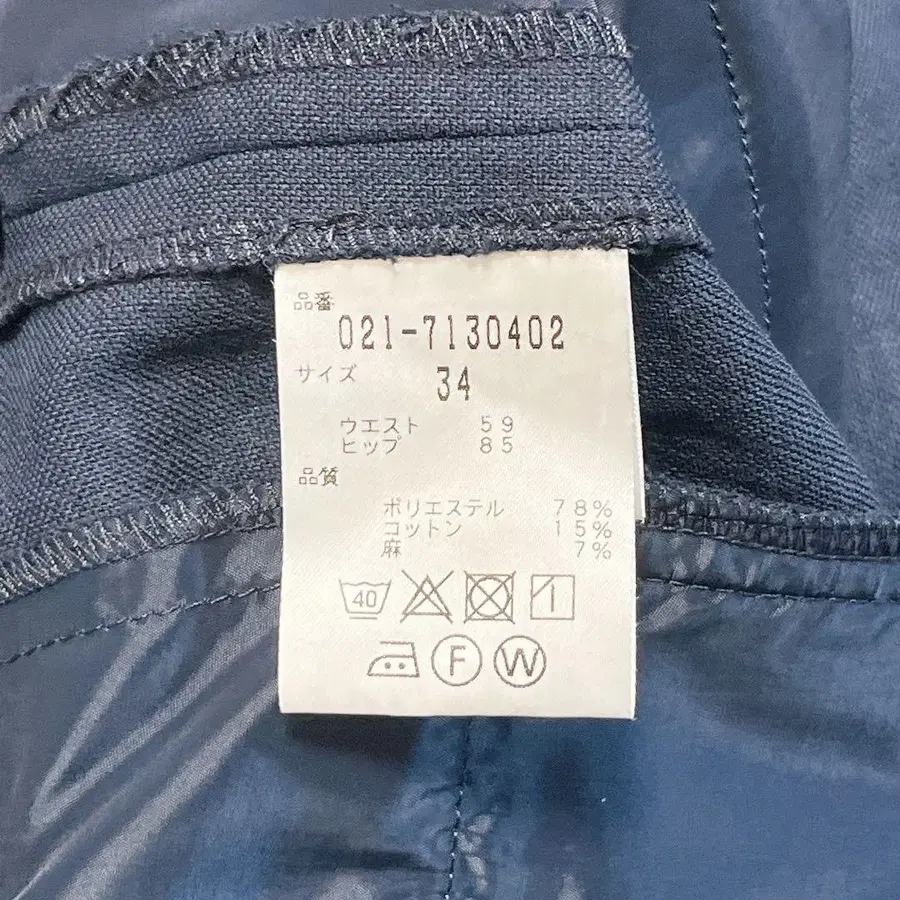 品番
021-7130402
サイズ 34
ウエスト 59
ヒップ 85
品質
ポリエステル 78%
コットン 15%
麻 7%
40
F W